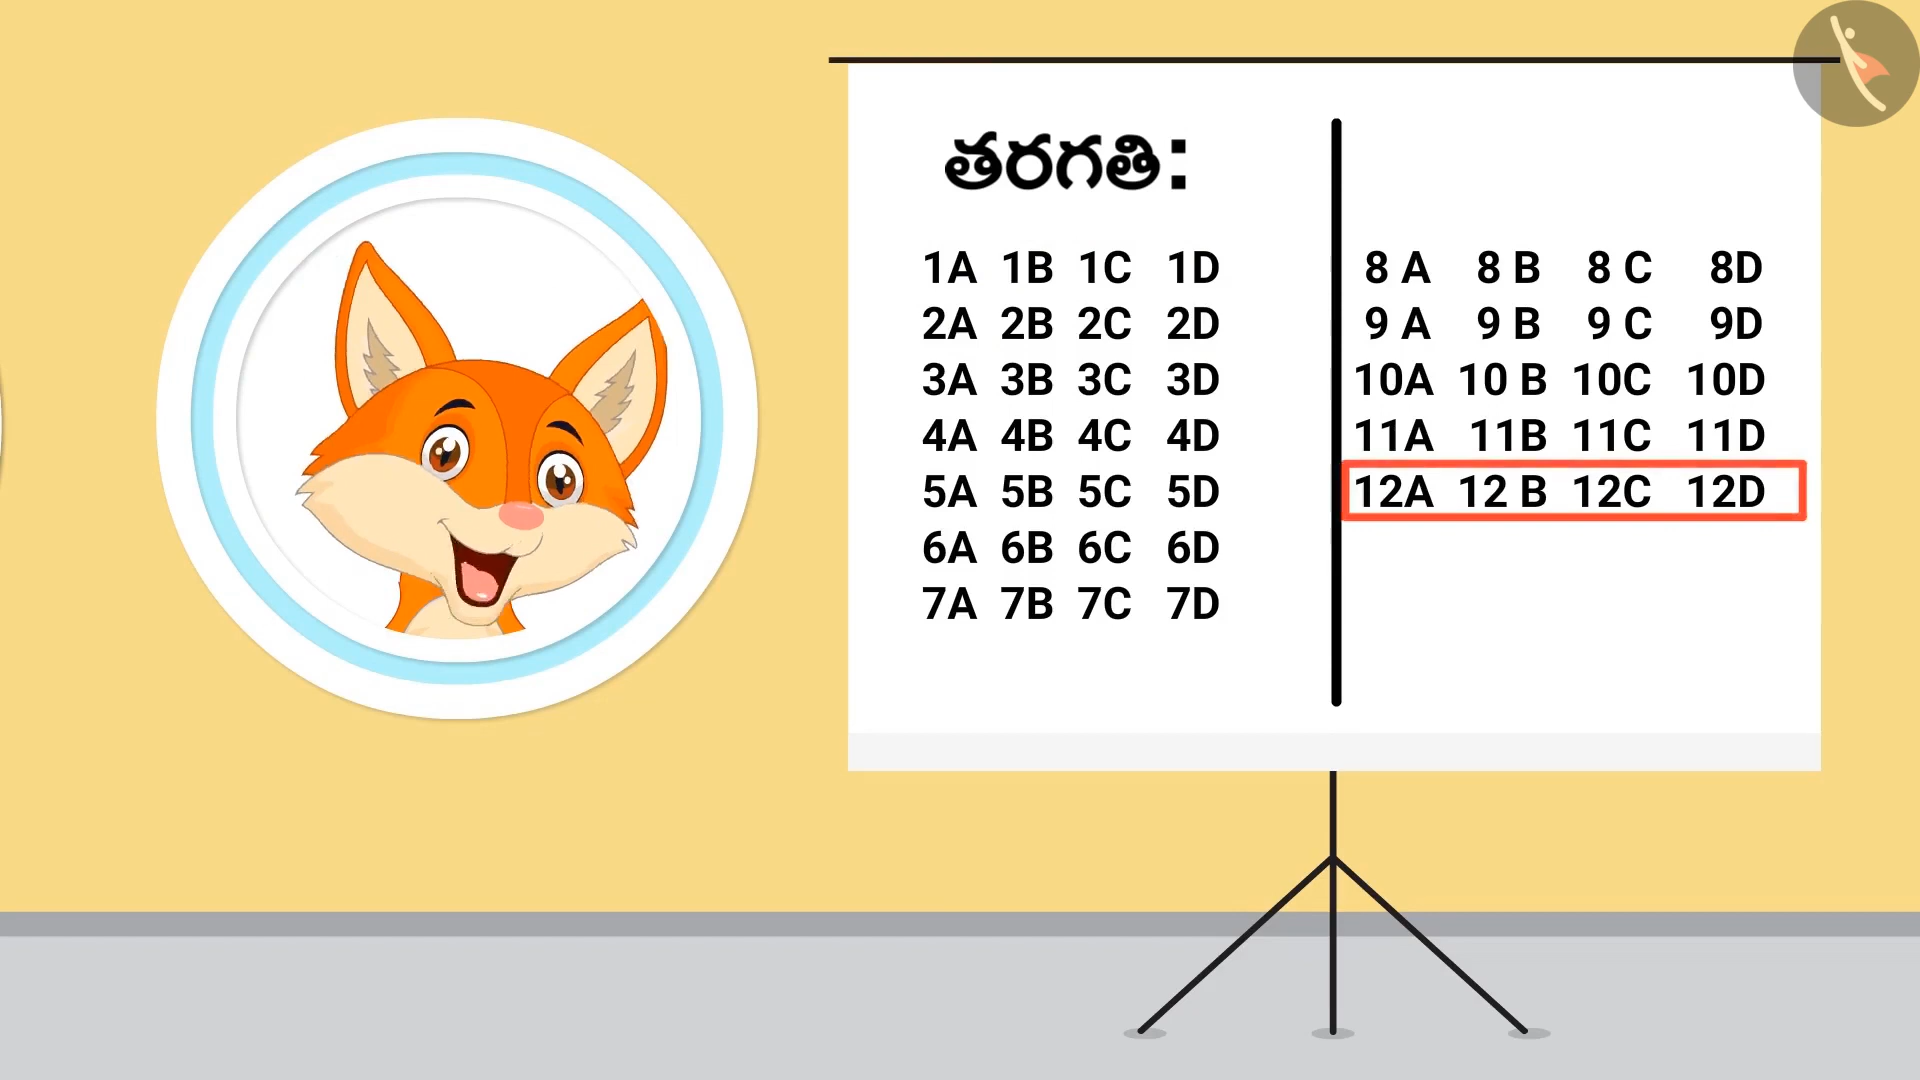 తరగతి:
1A 1B 1C 1D
2A 2B 2C 2D
3A 3B 3C 3D
4A 4B 4C 4D
5A 5B 5C 5D
6A 6B 6C 6D
7A 7B 7C 7D
8 A 8 B 8 C 8D
9 A 9 B 9 C 9D
10A 10 B 10C 10D
11A 11B 11C 11D
12A 12 B 12C 12D